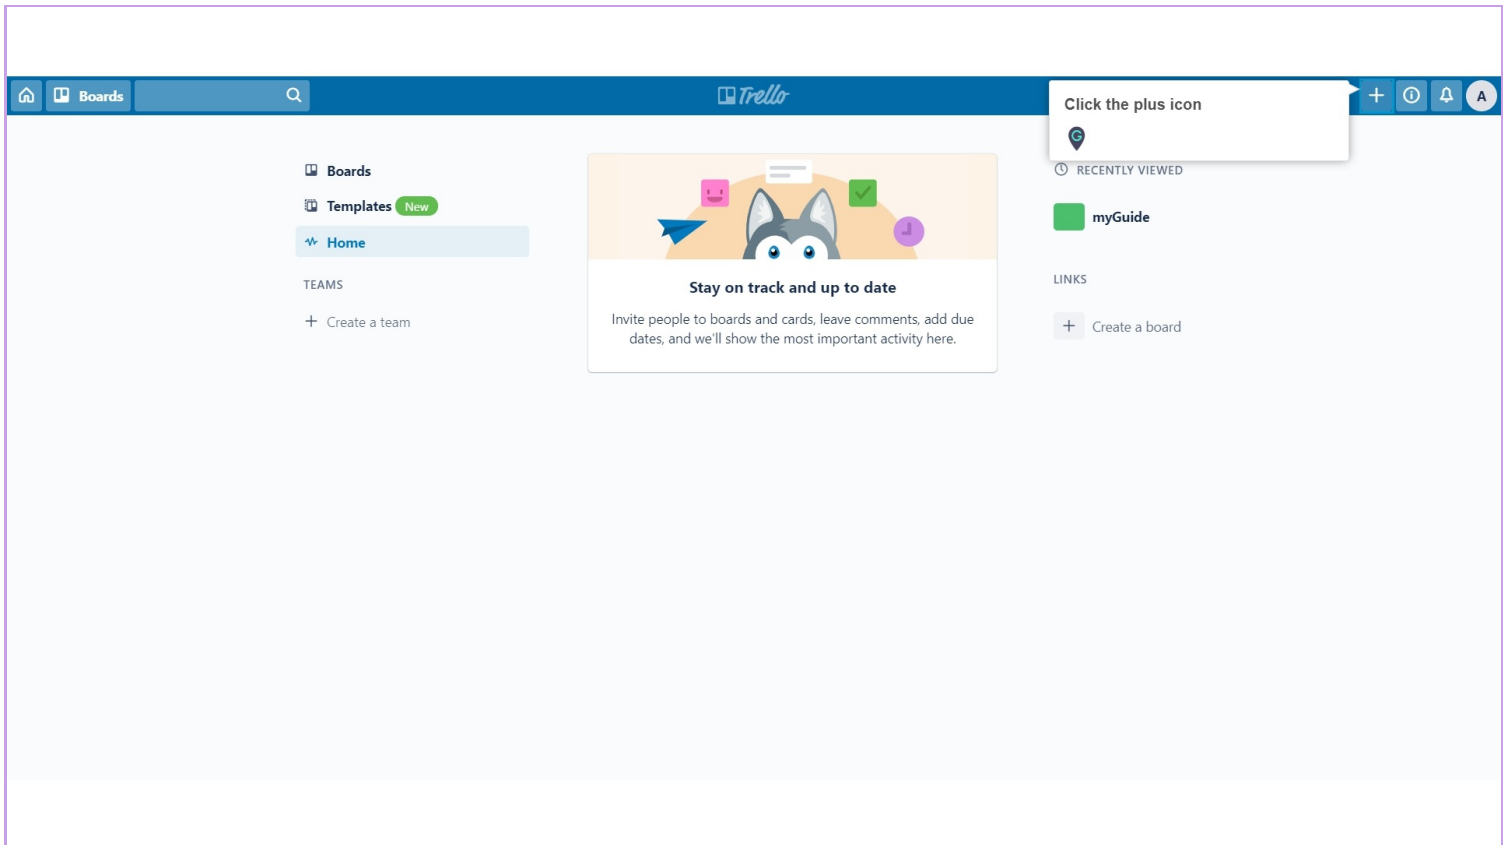 Boards
Trello
Click the plus icon
G
A
Boards
Templates New
Home
TEAMS
Create a team
Stay on track and up to date
Invite people to boards and cards, leave comments, add due
dates, and we'll show the most important activity here.
RECENTLY VIEWED
myGuide
LINKS
Create a board